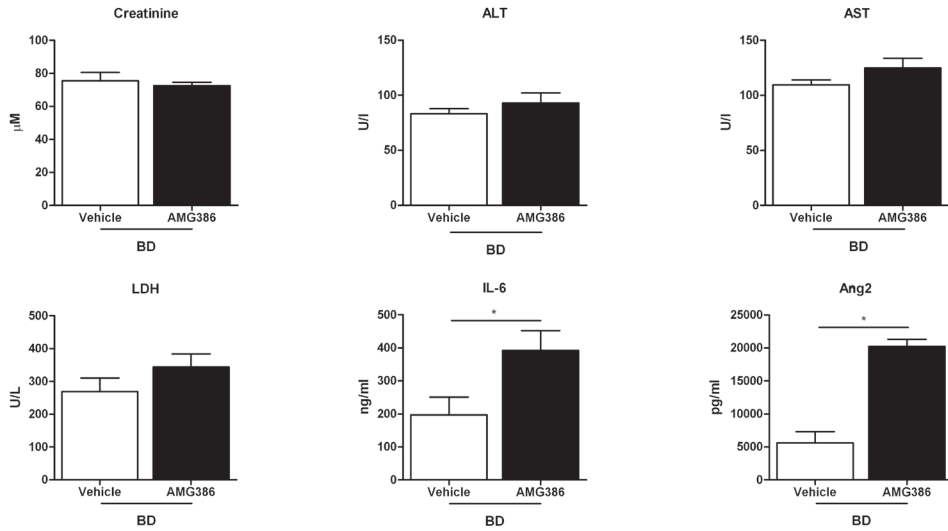 Creatinine
μM
100
80
60
40
20
0
Vehicle AMG386
BD
ALT
U/l
150
100
50
0
Vehicle AMG386
BD
AST
U/l
150
100
50
0
Vehicle AMG386
BD
LDH
U/L
500
400
300
200
100
0
Vehicle AMG386
BD
IL-6
ng/ml
500
400
300
200
100
0
*
Vehicle AMG386
BD
Ang2
pg/ml
25000
20000
15000
10000
5000
0
*
Vehicle AMG386
BD